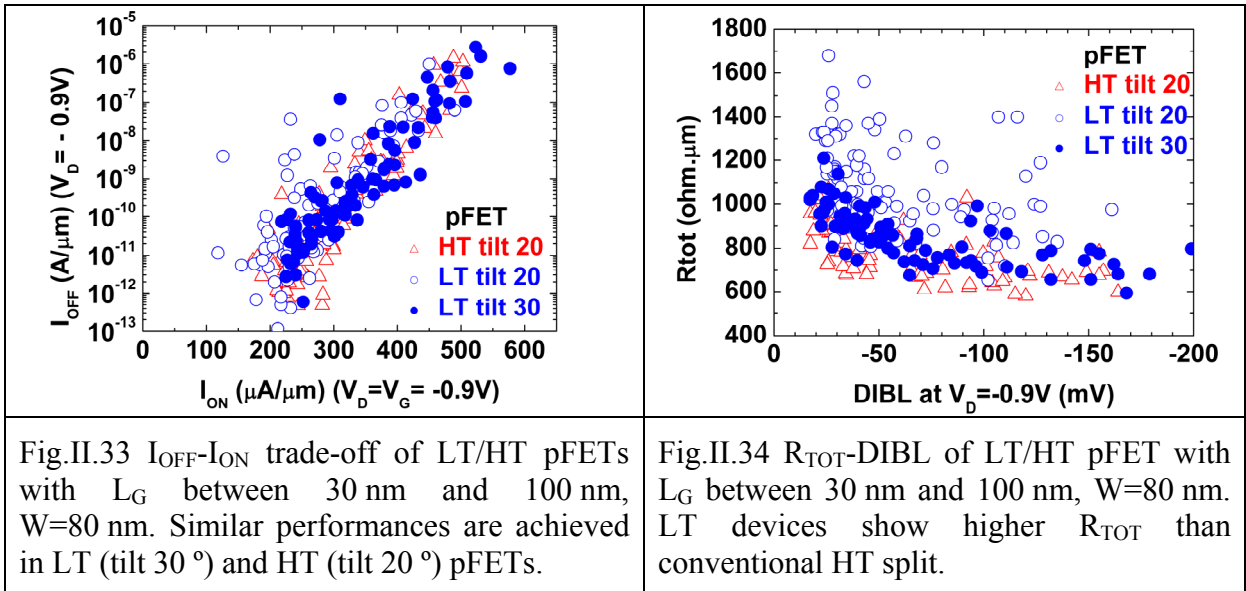 10⁻⁵
10⁻⁶
10⁻⁷
10⁻⁸
10⁻⁹
10⁻¹⁰
10⁻¹¹
10⁻¹²
10⁻¹³
I_OFF (A/μm) (V_D= - 0.9V)
pFET
HT tilt 20
LT tilt 20
LT tilt 30
0 100 200 300 400 500 600
I_ON (μA/μm) (V_D=V_G= -0.9V)
1800
1600
1400
1200
1000
800
600
400
Rtot (ohm.μm)
pFET
HT tilt 20
LT tilt 20
LT tilt 30
0 -50 -100 -150 -200
DIBL at V_D=-0.9V (mV)
Fig.II.33 I_OFF-I_ON trade-off of LT/HT pFETs
with L_G between 30 nm and 100 nm,
W=80 nm. Similar performances are achieved
in LT (tilt 30 º) and HT (tilt 20 º) pFETs.
Fig.II.34 R_TOT-DIBL of LT/HT pFET with
L_G between 30 nm and 100 nm, W=80 nm.
LT devices show higher R_TOT than
conventional HT split.